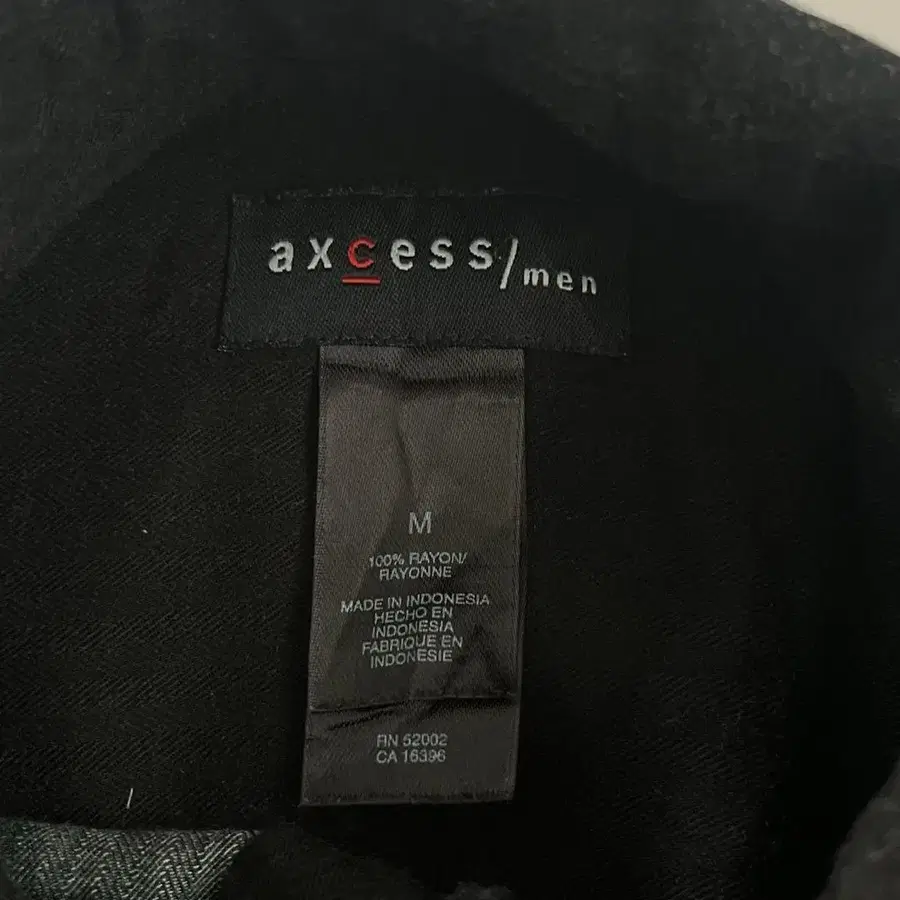 axcess/men
M
100% RAYON/
RAYONNE
MADE IN INDONESIA
HECHO EN
INDONESIA
FABRIQUE EN
INDONESIE
RN 52002
CA 16396